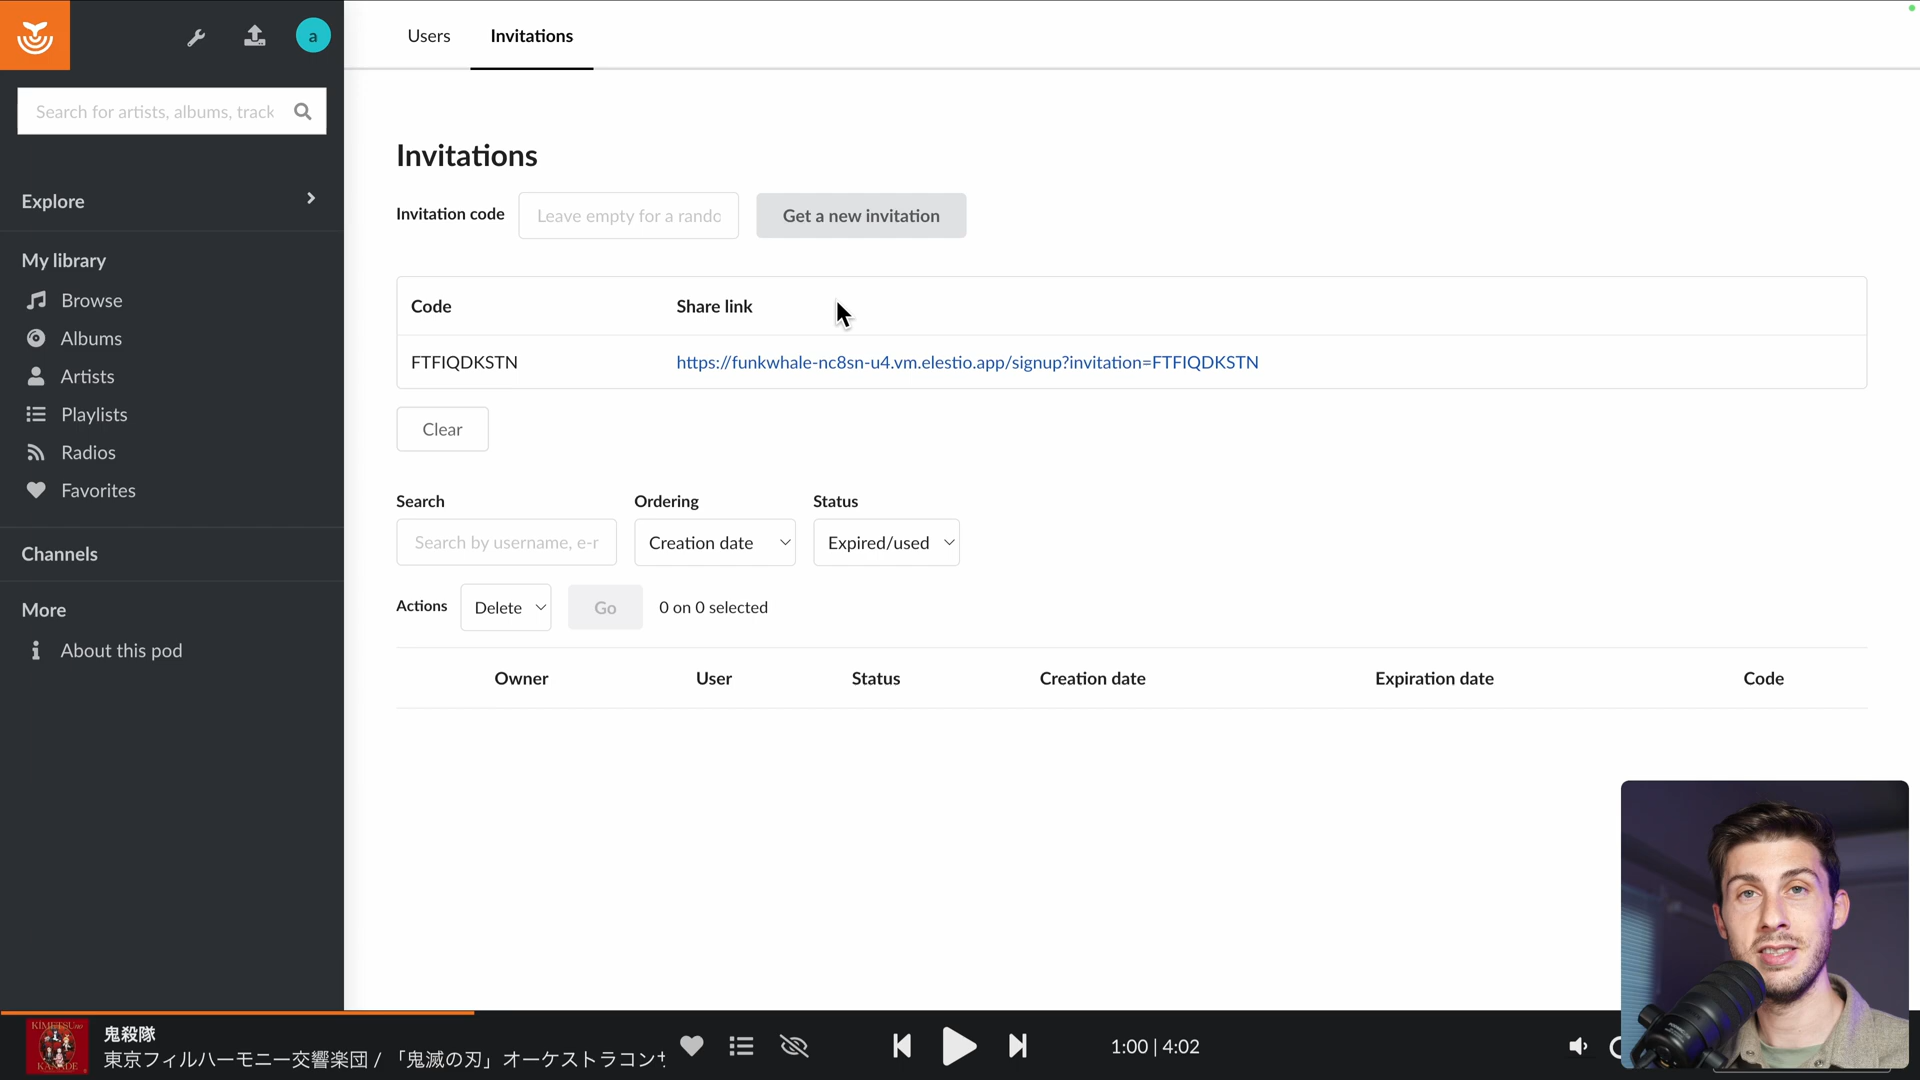 a
Users
Invitations
Search for artists, albums, track
Explore
My library
Browse
Albums
Artists
Playlists
Radios
Favorites
Channels
More
About this pod
Invitations
Invitation code
Leave empty for a rando
Get a new invitation
Code
Share link
FTFIQDKSTN
https://funkwhale-nc8sn-u4.vm.elestio.app/signup?invitation=FTFIQDKSTN
Clear
Search
Ordering
Status
Search by username, e-r
Creation date
Expired/used
Actions
Delete
Go
0 on 0 selected
Owner
User
Status
Creation date
Expiration date
Code
鬼殺隊
東京フィルハーモニー交響楽団 / 「鬼滅の刃」オーケストラコンサ
1:00 | 4:02